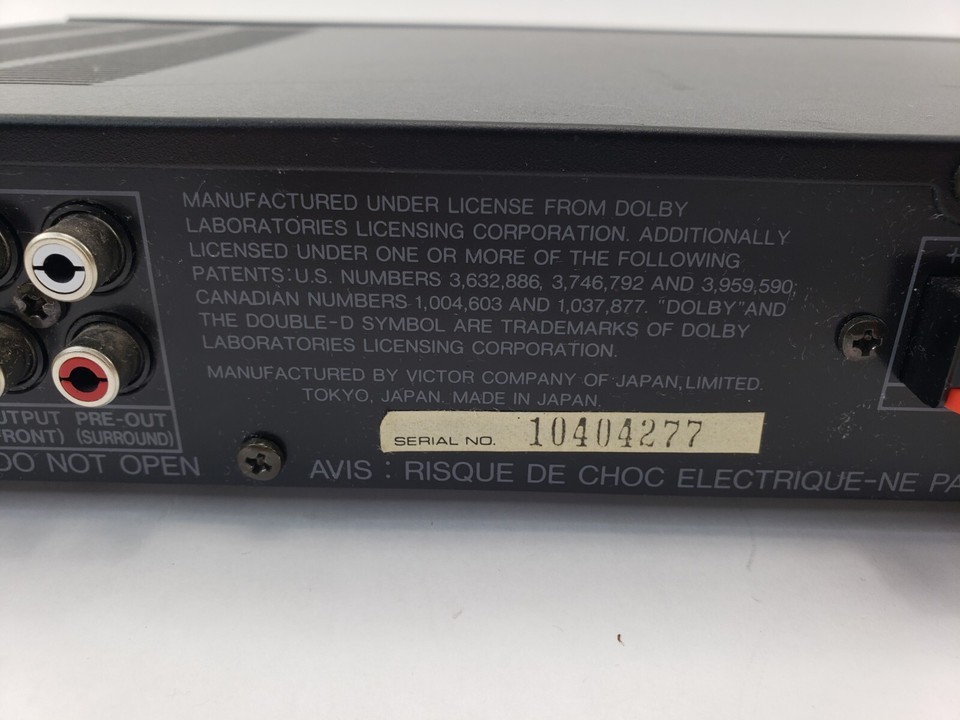 MANUFACTURED UNDER LICENSE FROM DOLBY
LABORATORIES LICENSING CORPORATION. ADDITIONALLY
LICENSED UNDER ONE OR MORE OF THE FOLLOWING
PATENTS:U.S. NUMBERS 3,632,886, 3,746,792 AND 3,959,590;
CANADIAN NUMBERS 1,004,603 AND 1,037,877. "DOLBY"AND
THE DOUBLE-D SYMBOL ARE TRADEMARKS OF DOLBY
LABORATORIES LICENSING CORPORATION.
MANUFACTURED BY VICTOR COMPANY OF JAPAN,LIMITED.
TOKYO, JAPAN. MADE IN JAPAN.
SERIAL NO. 10404277
PRE-OUT
(SURROUND)
DO NOT OPEN
AVIS : RISQUE DE CHOC ELECTRIQUE-NE
+